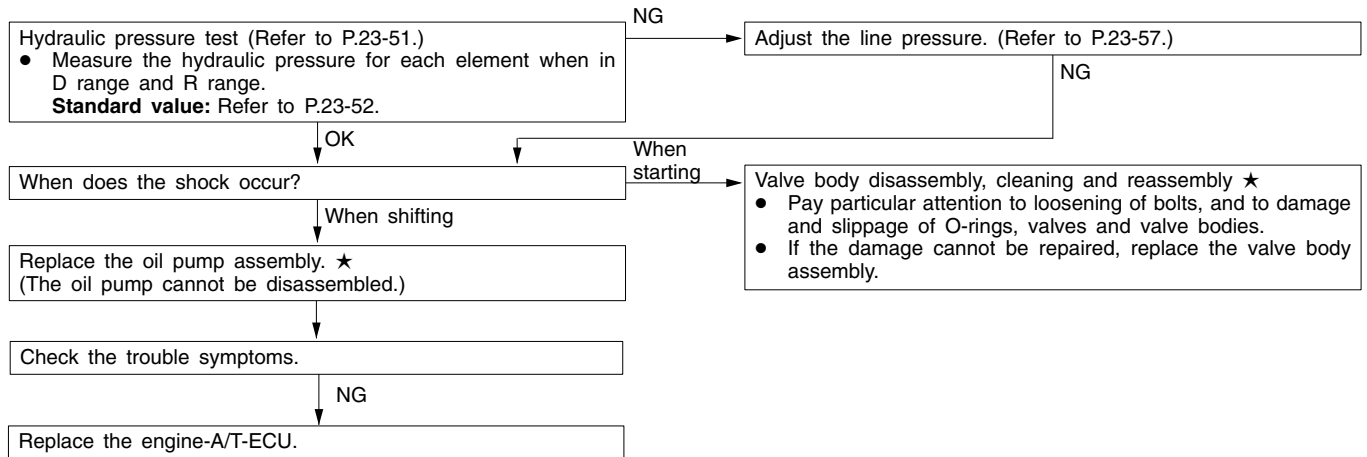 Hydraulic pressure test (Refer to P.23-51.)
● Measure the hydraulic pressure for each element when in
D range and R range.
Standard value: Refer to P.23-52.
NG
Adjust the line pressure. (Refer to P.23-57.)
NG
OK
When does the shock occur?
When
starting
Valve body disassembly, cleaning and reassembly ★
● Pay particular attention to loosening of bolts, and to damage
and slippage of O-rings, valves and valve bodies.
● If the damage cannot be repaired, replace the valve body
assembly.
When shifting
Replace the oil pump assembly. ★
(The oil pump cannot be disassembled.)
Check the trouble symptoms.
NG
Replace the engine-A/T-ECU.